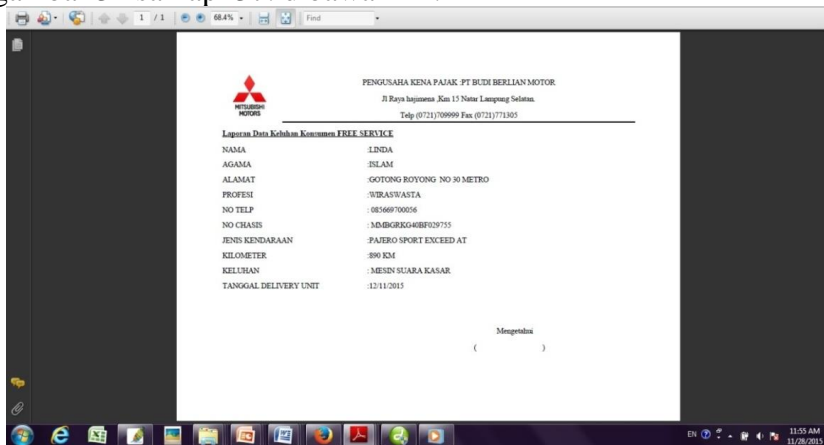 1 / 1
68.4%
Find
MITSUBISHI
MOTORS
PENGUSAHA KENA PAJAK :PT BUDI BERLIAN MOTOR
Jl Raya hajimena ,Km 15 Natar Lampung Selatan.
Telp (0721)709999 Fax (0721)771305
Laporan Data Keluhan Konsumen FREE SERVICE
NAMA :LINDA
AGAMA :ISLAM
ALAMAT :GOTONG ROYONG NO 30 METRO
PROFESI :WIRASWASTA
NO TELP : 085669700056
NO CHASIS : MMBGRKG40BF029755
JENIS KENDARAAN :PAJERO SPORT EXCEED AT
KILOMETER :890 KM
KELUHAN : MESIN SUARA KASAR
TANGGAL DELIVERY UNIT :12/11/2015
Mengetahui
( )
EN
11:55 AM
11/28/2015